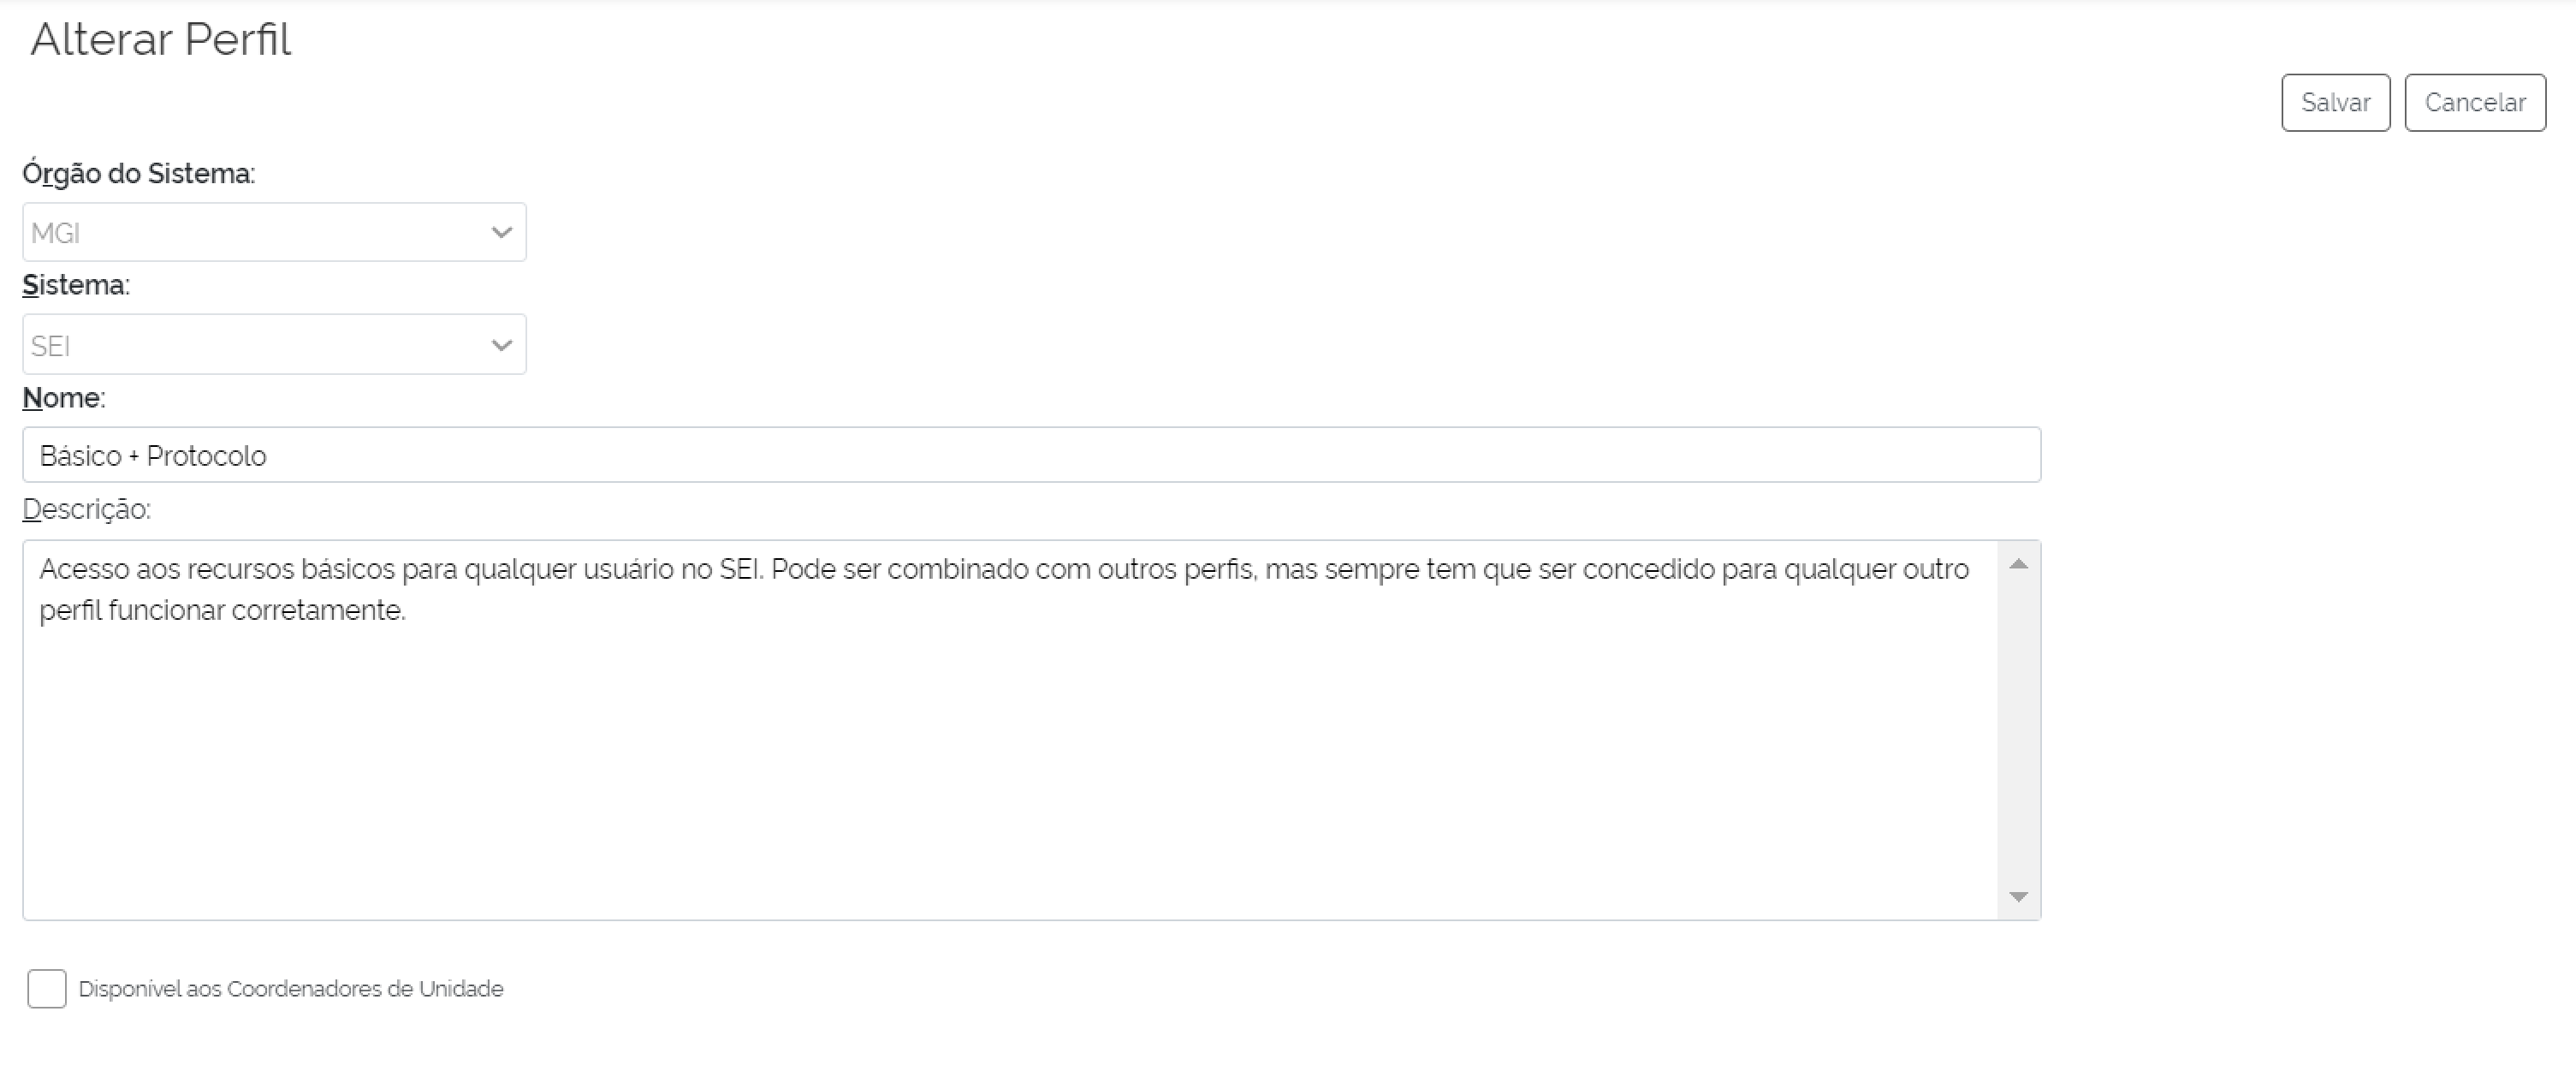 Alterar Perfil
Salvar
Cancelar
Órgão do Sistema:
MGI
Sistema:
SEI
Nome:
Básico + Protocolo
Descrição:
Acesso aos recursos básicos para qualquer usuário no SEI. Pode ser combinado com outros perfis, mas sempre tem que ser concedido para qualquer outro
perfil funcionar corretamente.
Disponível aos Coordenadores de Unidade